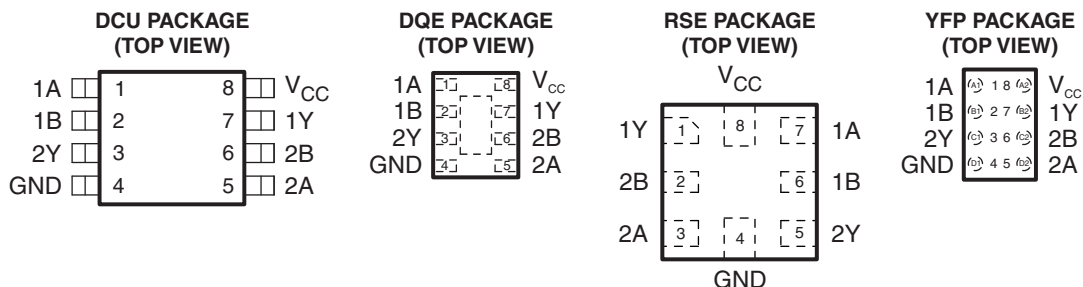 DCU PACKAGE
(TOP VIEW)
1A 1 8 VCC
1B 2 7 1Y
2Y 3 6 2B
GND 4 5 2A
DQE PACKAGE
(TOP VIEW)
1A 1 8 VCC
1B 2 7 1Y
2Y 3 6 2B
GND 4 5 2A
RSE PACKAGE
(TOP VIEW)
VCC
1Y 1 8 7 1A
2B 2 6 1B
2A 3 4 5 2Y
GND
YFP PACKAGE
(TOP VIEW)
1A A1 1 8 A2 VCC
1B B1 2 7 B2 1Y
2Y C1 3 6 C2 2B
GND D1 4 5 D2 2A